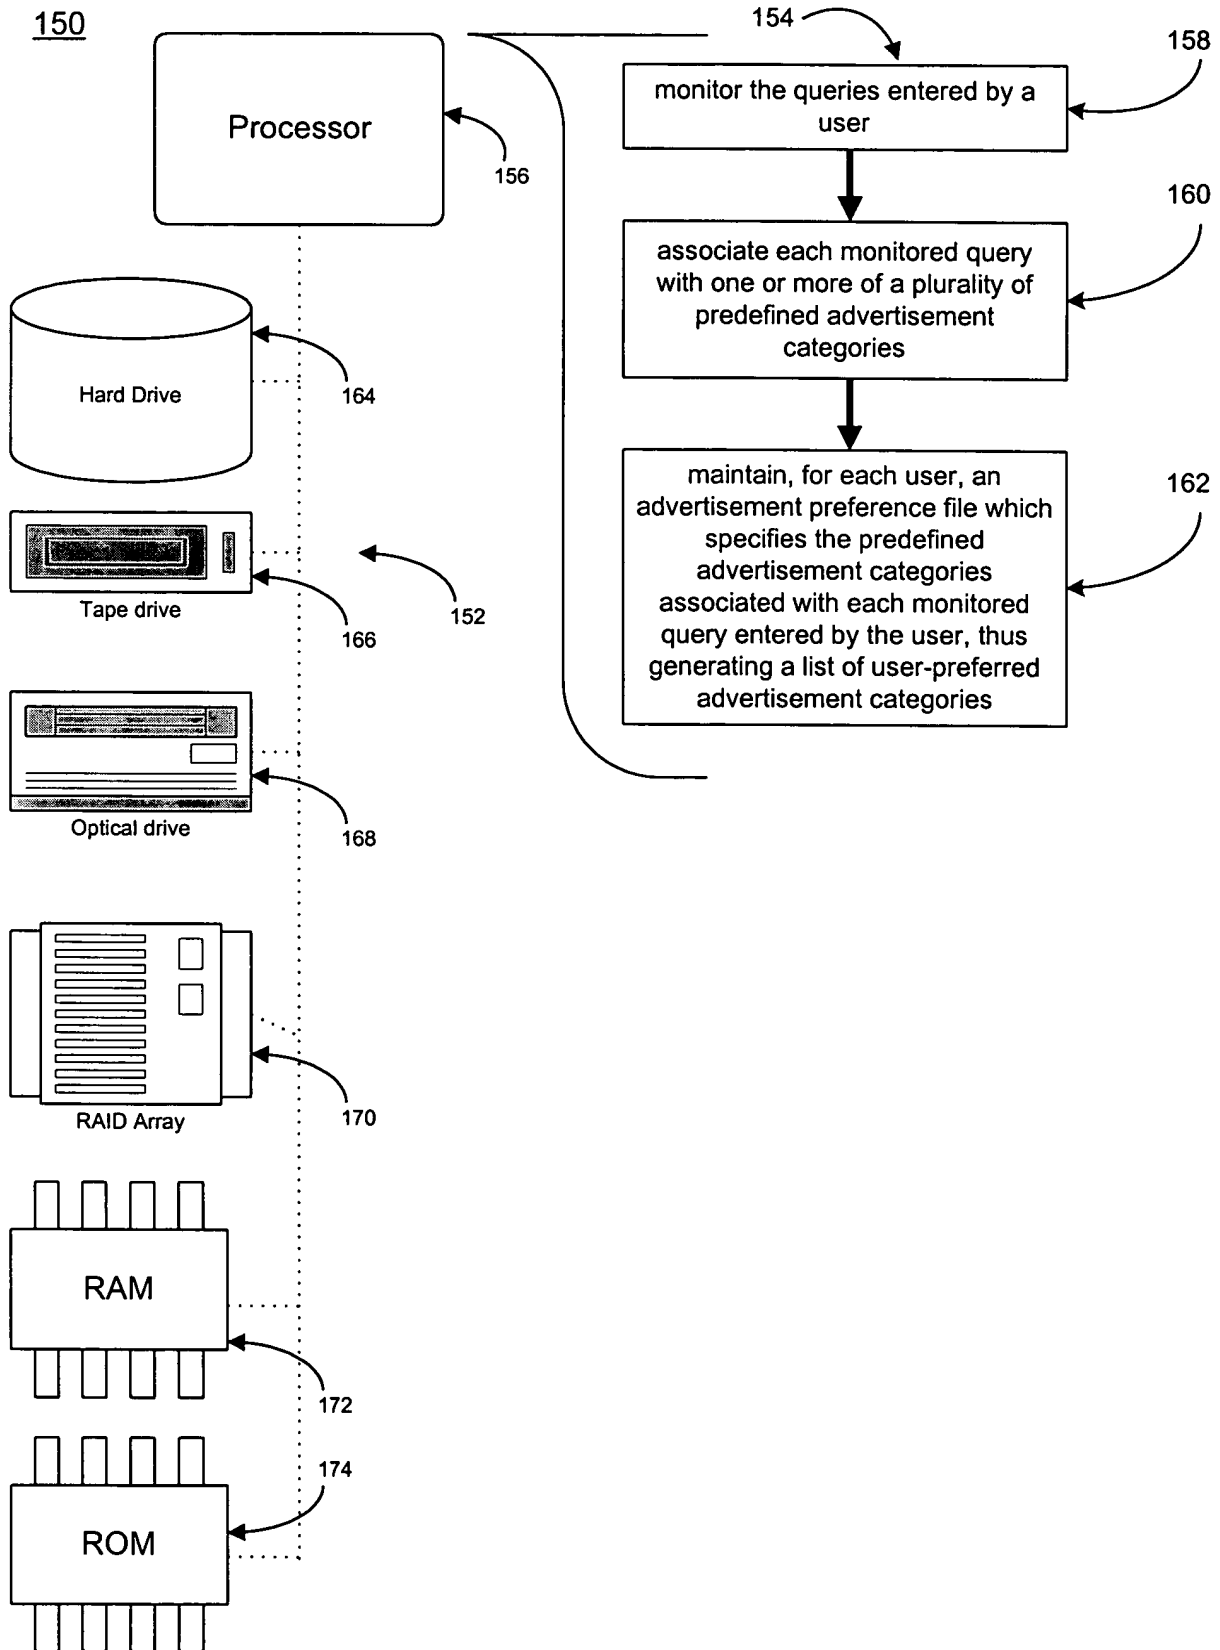 150
Processor
156
154
158
monitor the queries entered by a
user
160
associate each monitored query
with one or more of a plurality of
predefined advertisement
categories
162
maintain, for each user, an
advertisement preference file which
specifies the predefined
advertisement categories
associated with each monitored
query entered by the user, thus
generating a list of user-preferred
advertisement categories
Hard Drive
164
152
Tape drive
166
Optical drive
168
RAID Array
170
RAM
172
174
ROM